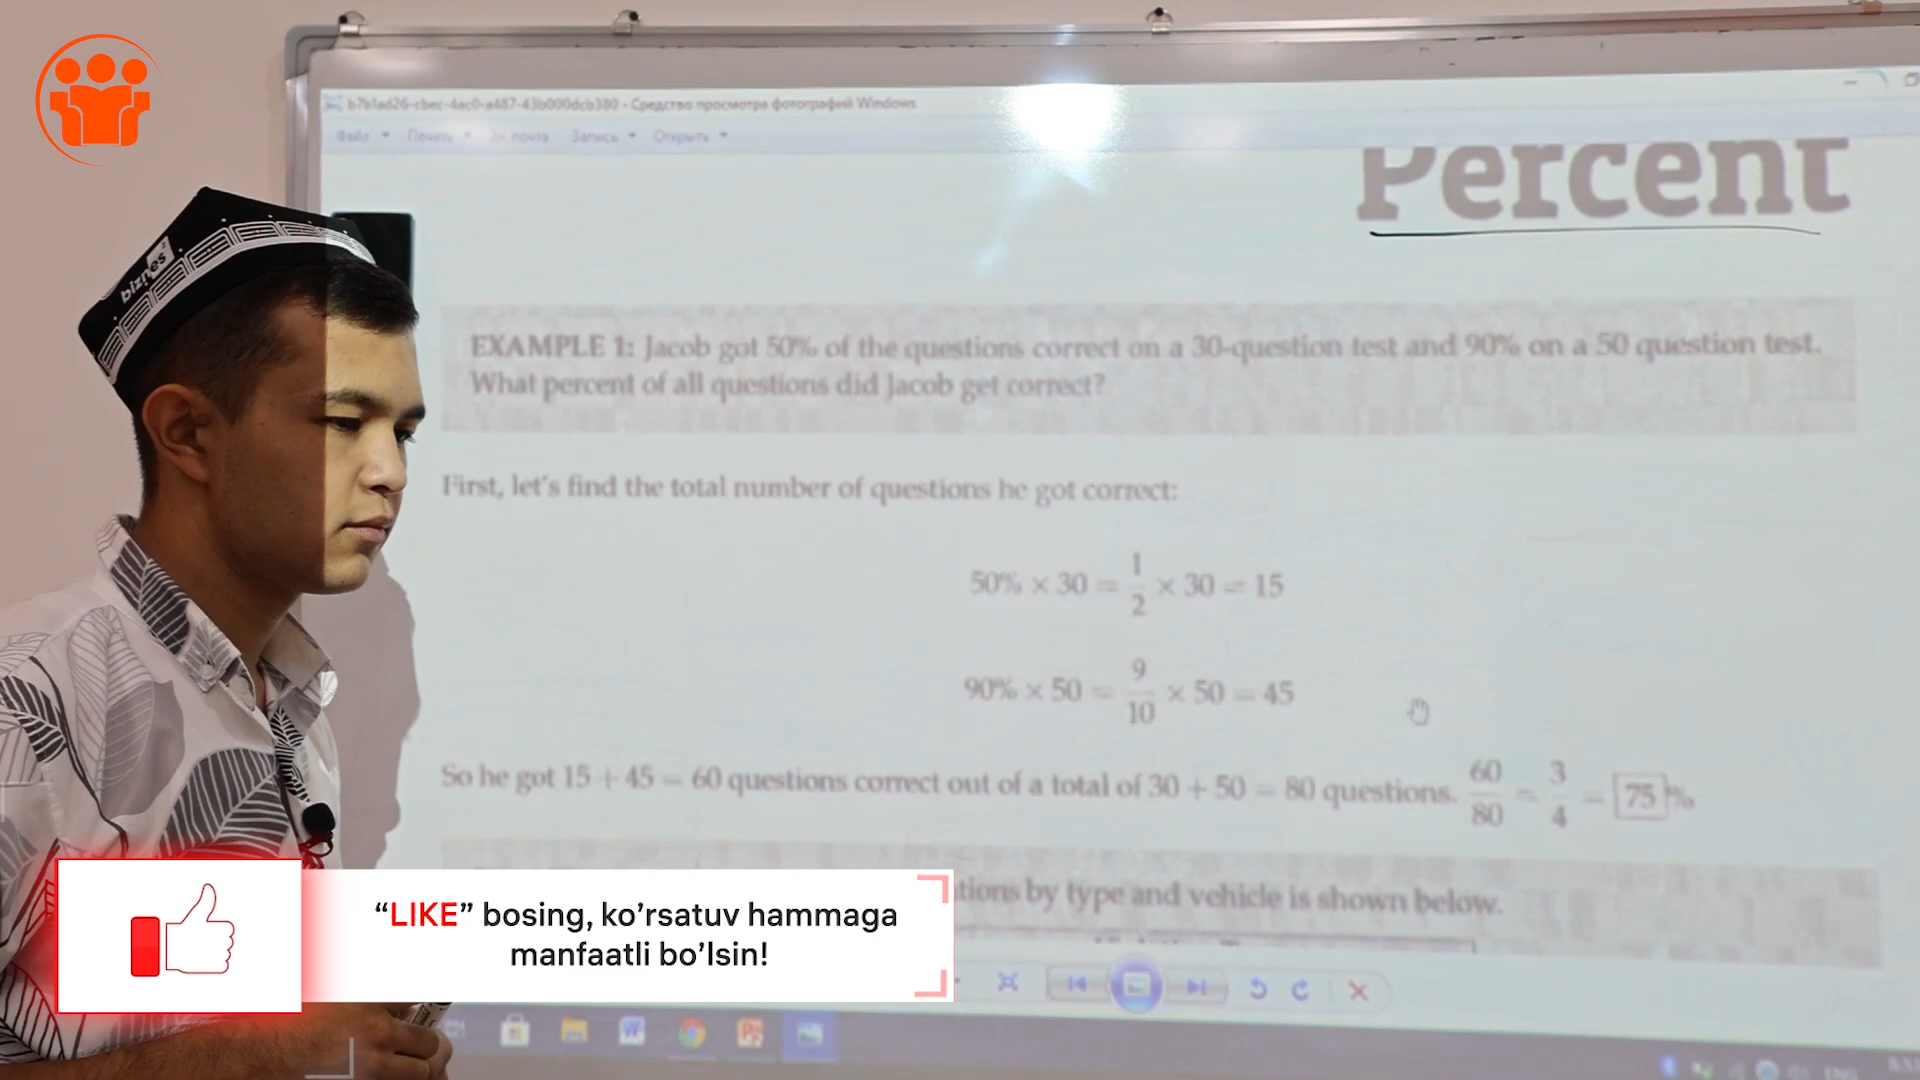 b7b1ad26-cbec-4ac0-a487-43b000dcb380 - Средство просмотра фотографий Windows
Файл Печать Эл. почта Запись Открыть
Percent
biznes
EXAMPLE 1: Jacob got 50% of the questions correct on a 30-question test and 90% on a 50 question test.
What percent of all questions did Jacob get correct?
First, let's find the total number of questions he got correct:
50% × 30 = 1/2 × 30 = 15
90% × 50 = 9/10 × 50 = 45
So he got 15 + 45 = 60 questions correct out of a total of 30 + 50 = 80 questions. 60/80 = 3/4 = 75 %
tions by type and vehicle is shown below.
“LIKE” bosing, ko’rsatuv hammaga
manfaatli bo’lsin!